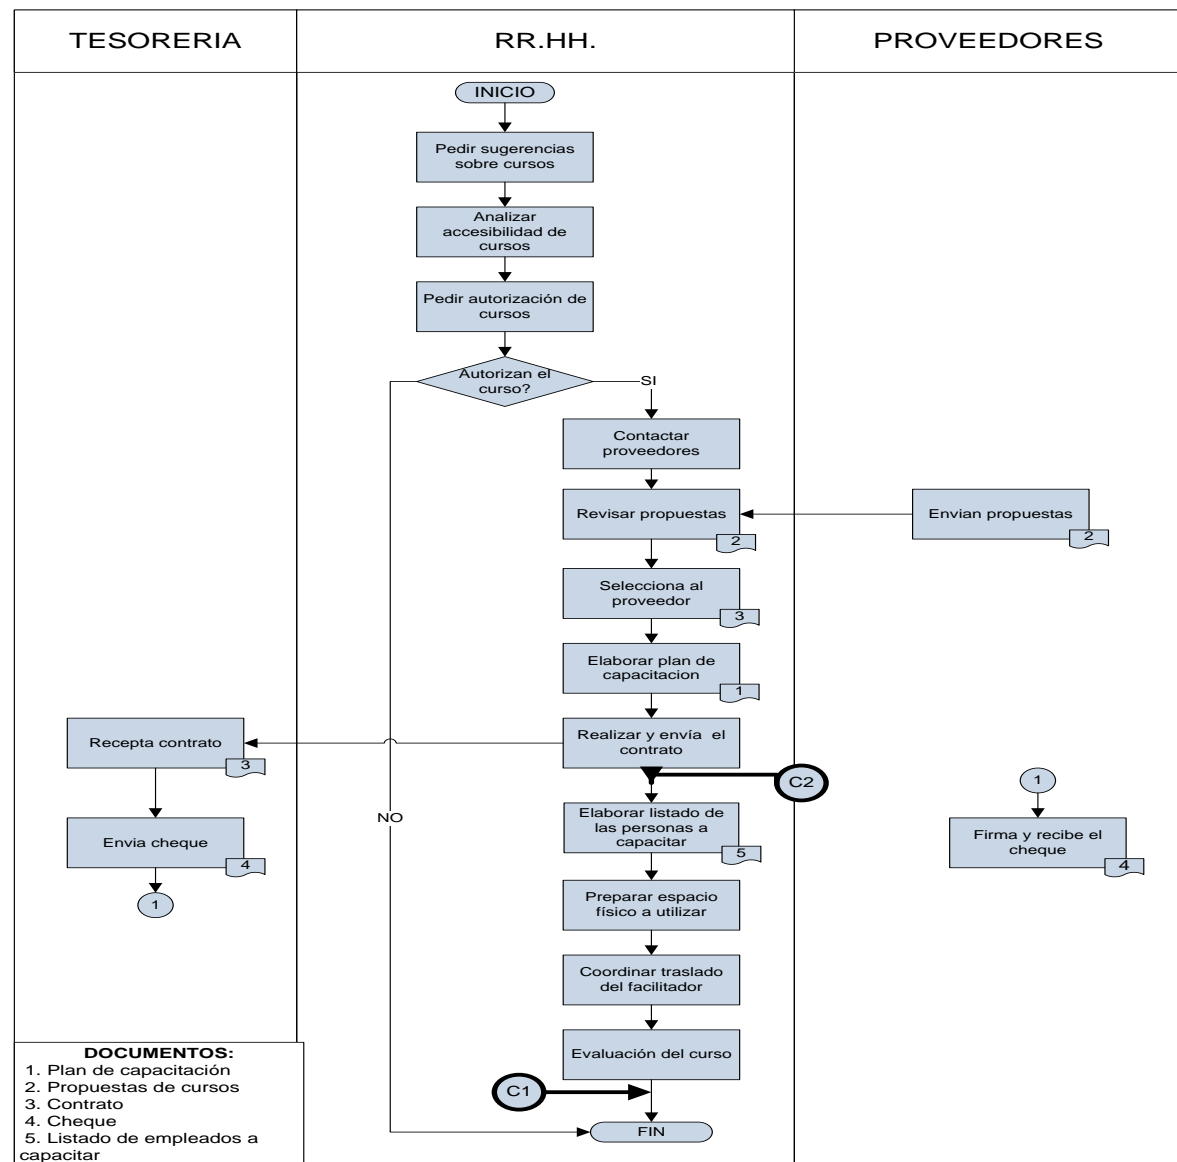 TESORERIA
RR.HH.
PROVEEDORES
INICIO
Pedir sugerencias
sobre cursos
Analizar
accesibilidad de
cursos
Pedir autorización de
cursos
Autorizan el
curso?
SI
Contactar
proveedores
Revisar propuestas
2
Envian propuestas
2
Selecciona al
proveedor
3
Elaborar plan de
capacitacion
1
Realizar y envía el
contrato
Recepta contrato
3
C2
1
NO
Elaborar listado de
las personas a
capacitar
5
Envia cheque
4
1
Firma y recibe el
cheque
4
Preparar espacio
físico a utilizar
Coordinar traslado
del facilitador
Evaluación del curso
C1
FIN
DOCUMENTOS:
1. Plan de capacitación
2. Propuestas de cursos
3. Contrato
4. Cheque
5. Listado de empleados a
capacitar